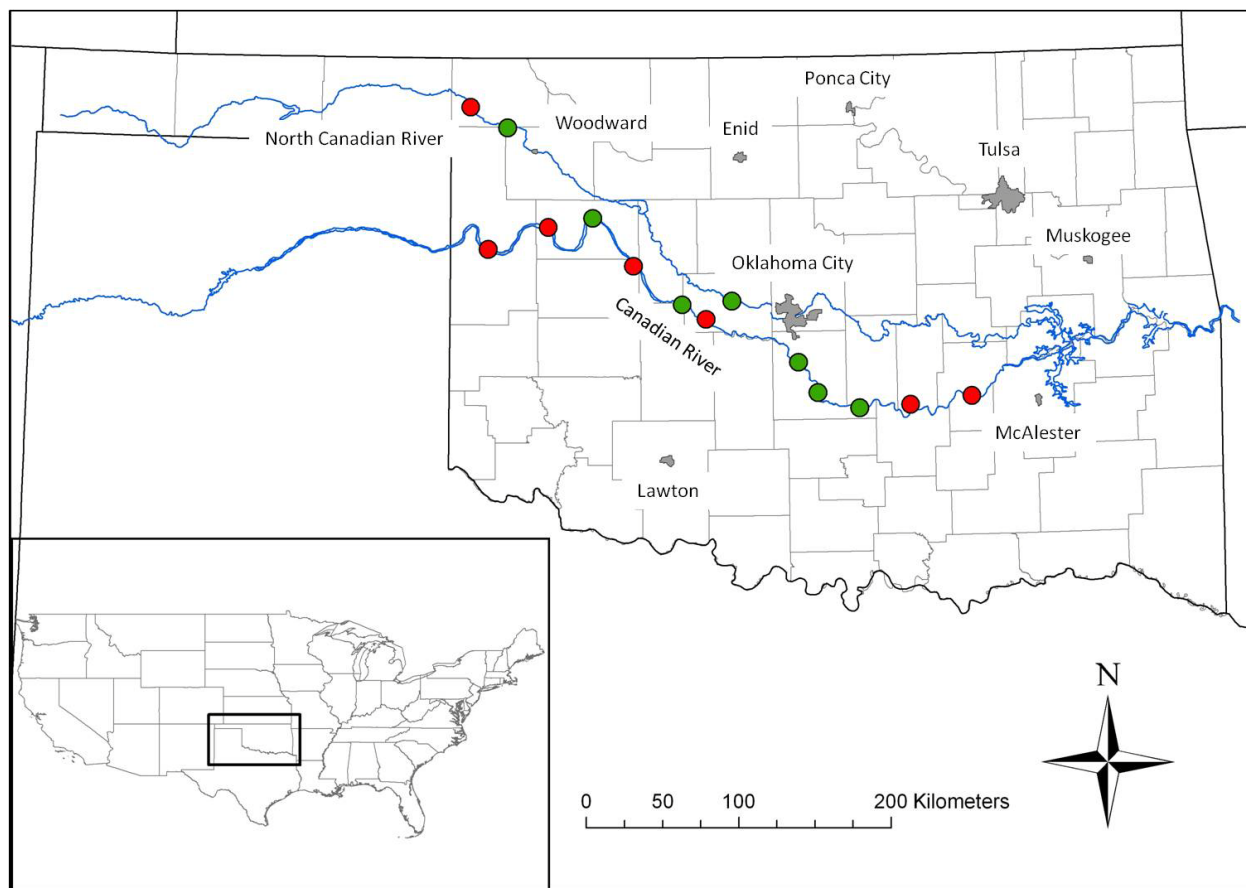 Ponca City
Woodward
Enid
North Canadian River
Tulsa
Muskogee
Oklahoma City
Canadian River
McAlester
Lawton
N
0 50 100 200 Kilometers